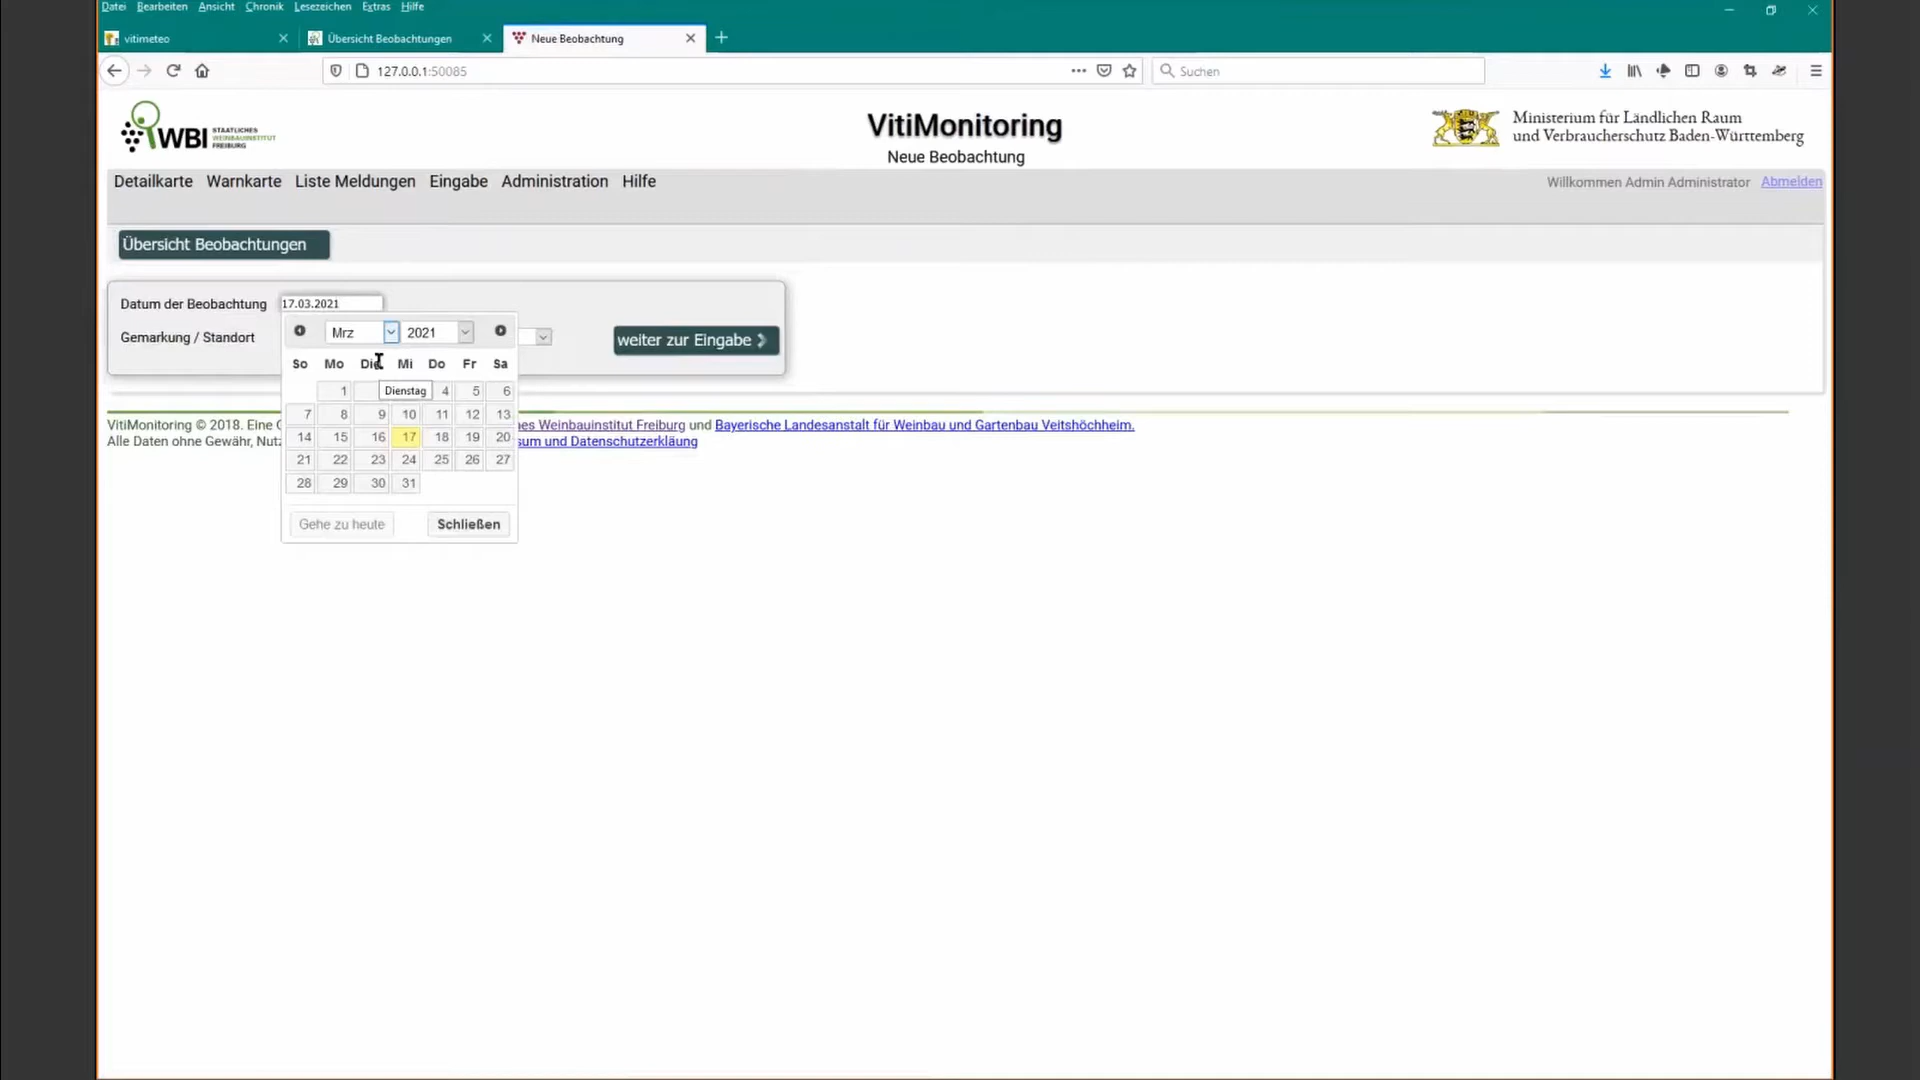 Datei Bearbeiten Ansicht Chronik Lesezeichen Extras Hilfe
vitimeteo Übersicht Beobachtungen Neue Beobachtung
127.0.0.1:50085 Suchen
WBI STAATLICHES WEINBAUINSTITUT FREIBURG
VitiMonitoring
Neue Beobachtung
Ministerium für Ländlichen Raum
und Verbraucherschutz Baden-Württemberg
Detailkarte Warnkarte Liste Meldungen Eingabe Administration Hilfe Willkommen Admin Administrator Abmelden
Übersicht Beobachtungen
Datum der Beobachtung 17.03.2021
Gemarkung / Standort weiter zur Eingabe
Mrz 2021
So Mo Die Mi Do Fr Sa
1 Dienstag 4 5 6
7 8 9 10 11 12 13
14 15 16 17 18 19 20
21 22 23 24 25 26 27
28 29 30 31
Gehe zu heute Schließen
VitiMonitoring © 2018. Eine es Weinbauinstitut Freiburg und Bayerische Landesanstalt für Weinbau und Gartenbau Veitshöchheim.
Alle Daten ohne Gewähr, Nutz sum und Datenschutzerkläung